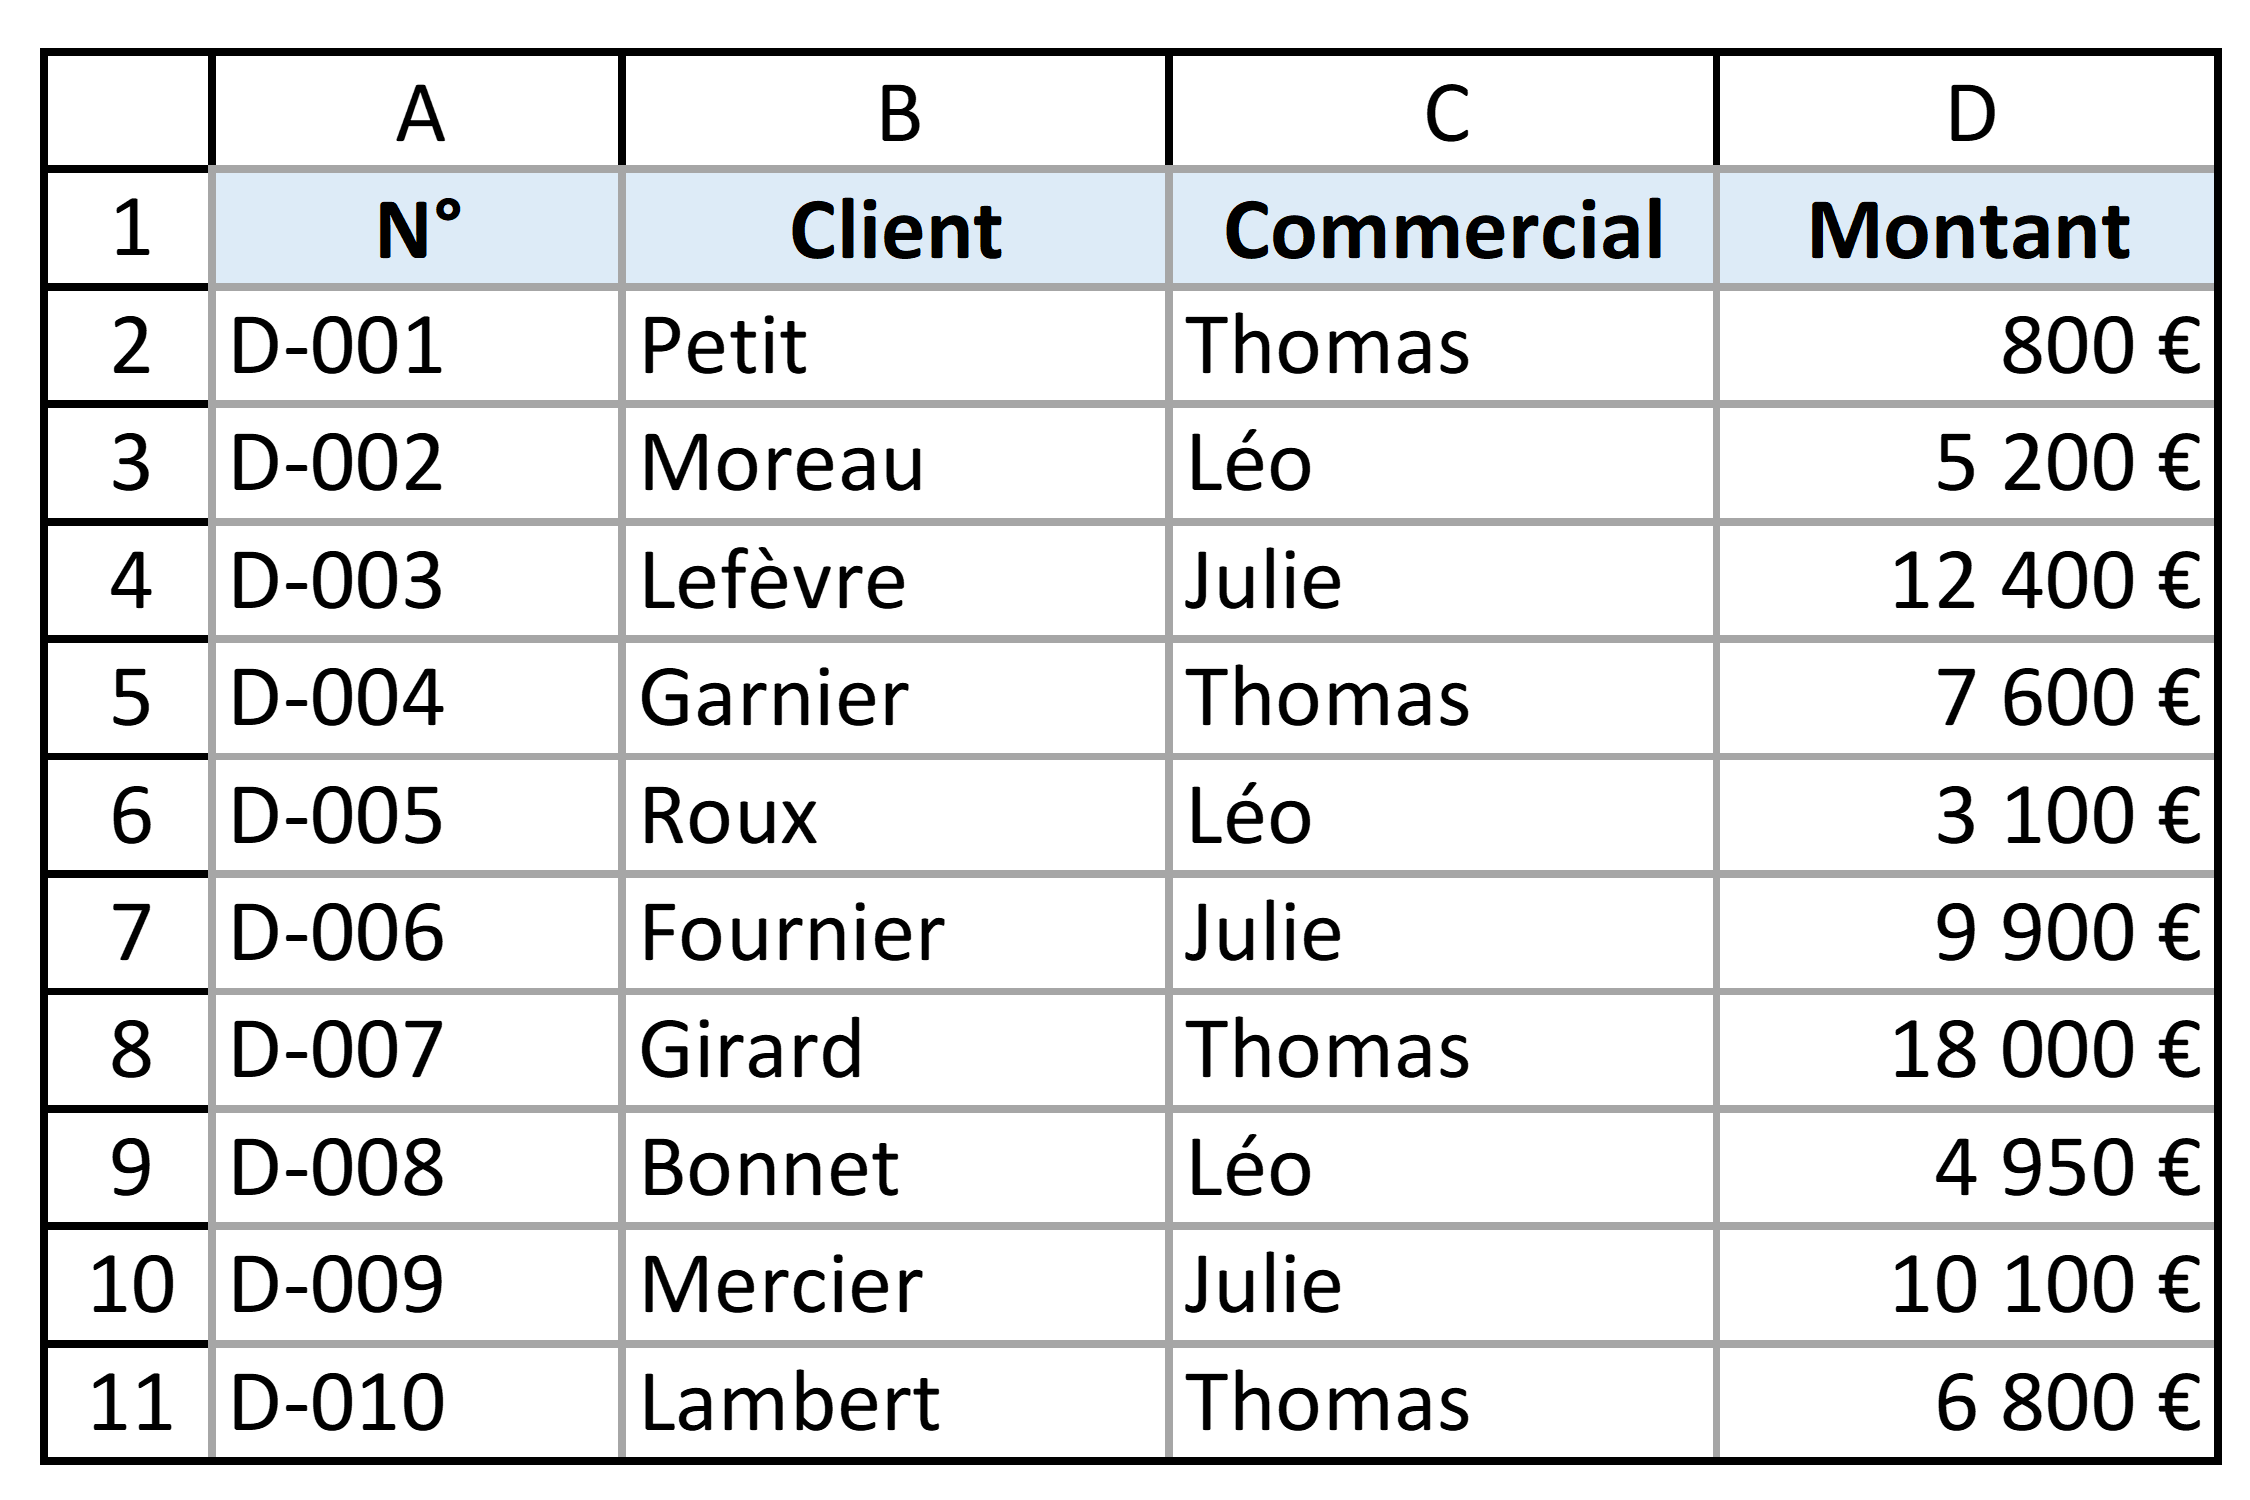 A B C D
1 N° Client Commercial Montant
2 D-001 Petit Thomas 800 €
3 D-002 Moreau Léo 5 200 €
4 D-003 Lefèvre Julie 12 400 €
5 D-004 Garnier Thomas 7 600 €
6 D-005 Roux Léo 3 100 €
7 D-006 Fournier Julie 9 900 €
8 D-007 Girard Thomas 18 000 €
9 D-008 Bonnet Léo 4 950 €
10 D-009 Mercier Julie 10 100 €
11 D-010 Lambert Thomas 6 800 €